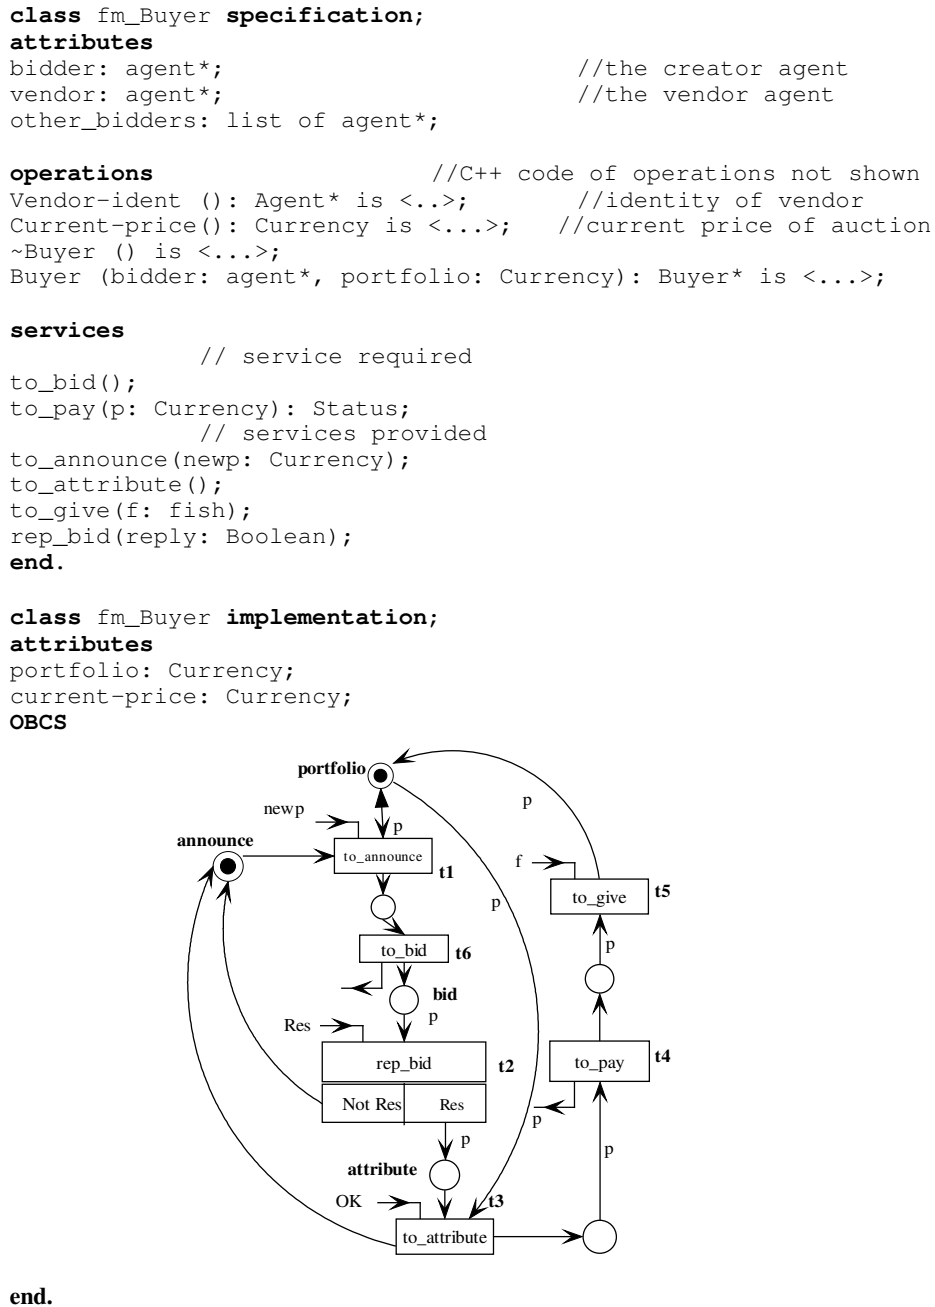 class fm_Buyer specification;
attributes
bidder: agent*; //the creator agent
vendor: agent*; //the vendor agent
other_bidders: list of agent*;
operations //C++ code of operations not shown
Vendor-ident (): Agent* is <..>; //identity of vendor
Current-price(): Currency is <...>; //current price of auction
~Buyer () is <...>;
Buyer (bidder: agent*, portfolio: Currency): Buyer* is <...>;
services
// service required
to_bid();
to_pay(p: Currency): Status;
// services provided
to_announce(newp: Currency);
to_attribute();
to_give(f: fish);
rep_bid(reply: Boolean);
end.
class fm_Buyer implementation;
attributes
portfolio: Currency;
current-price: Currency;
OBCS
portfolio
p
newp
p
announce
to_announce
t1
f
to_give
t5
p
to_bid
t6
p
bid
p
Res
rep_bid
t2
to_pay
t4
Not Res
Res
p
p
p
attribute
OK
t3
to_attribute
end.